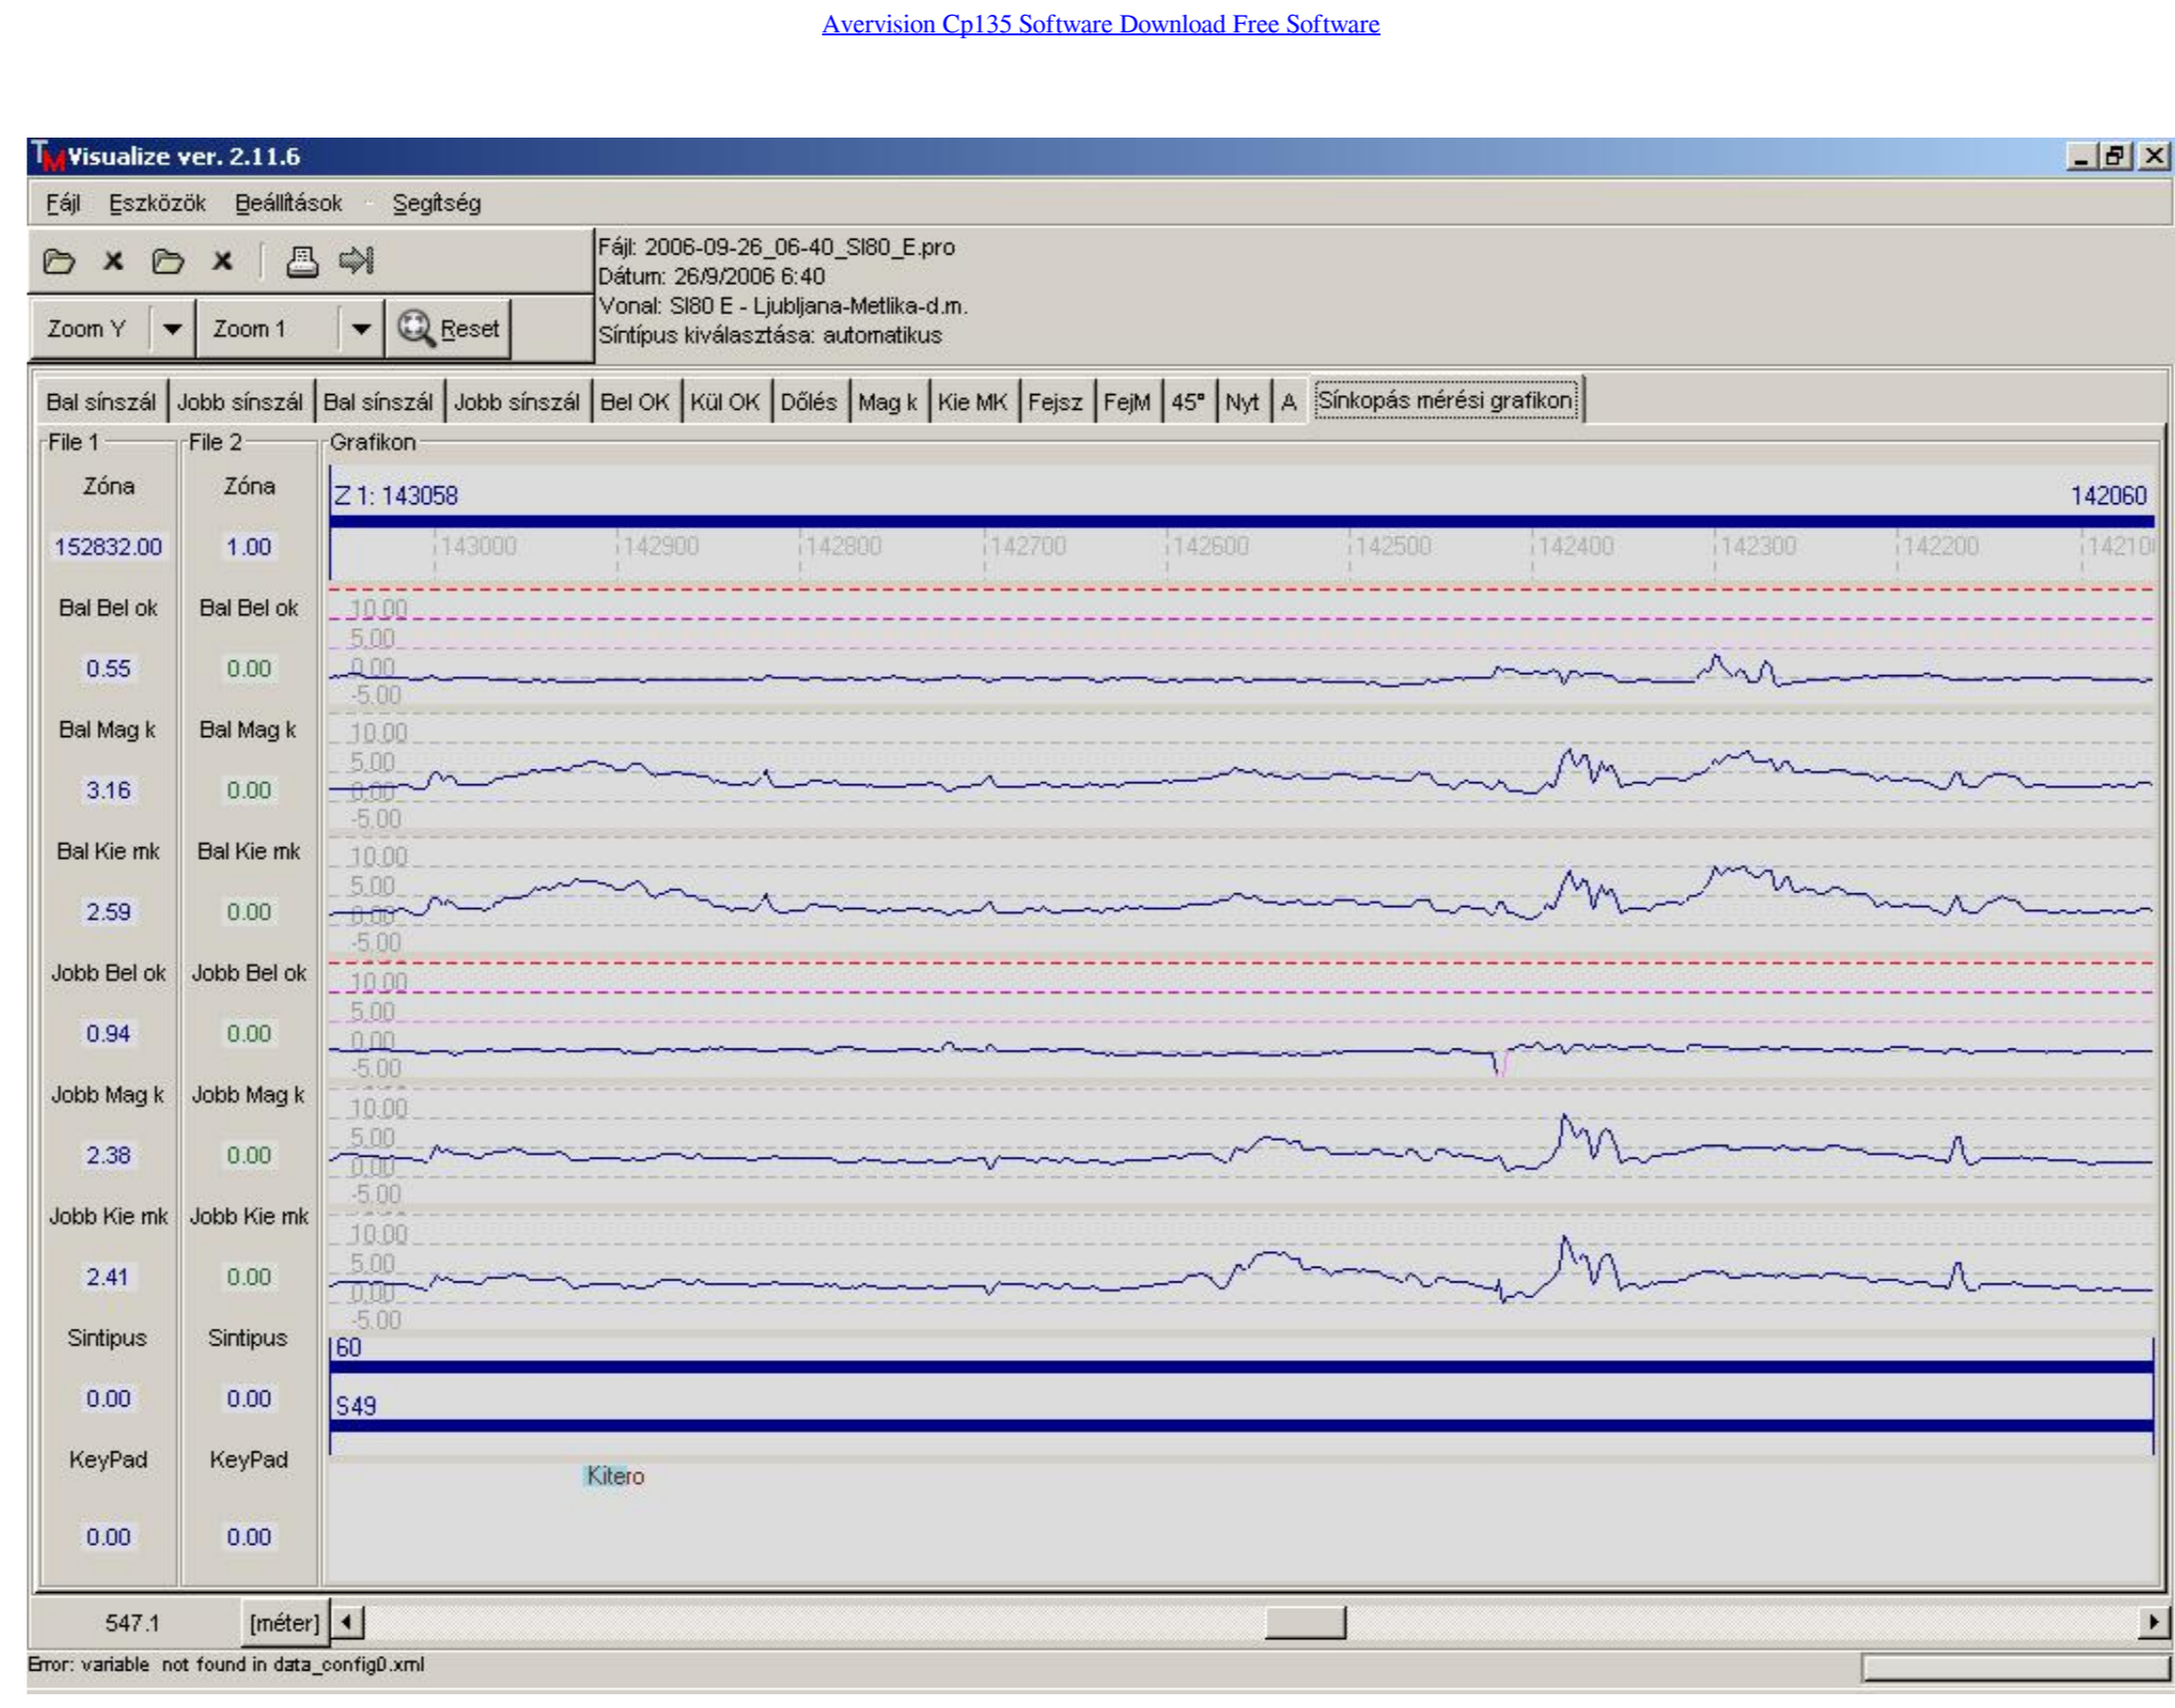 Avervision Cp135 Software Download Free Software
TM Visualize ver. 2.11.6
Fájl Eszközök Beállítások Segítség
Fájl: 2006-09-26_06-40_SI80_E.pro
Dátum: 26/9/2006 6:40
Vonal: SI80 E - Ljubljana-Metlika-d.m.
Síntípus kiválasztása: automatikus
Zoom Y Zoom 1 Reset
Bal sínszál Jobb sínszál Bal sínszál Jobb sínszál Bel OK Kül OK Dőlés Mag k Kie MK Fejsz FejM 45° Nyt A Sínkopás mérési grafikon
File 1 File 2 Grafikon
Zóna Zóna Z 1: 143058 142060
152832.00 1.00 143000 142900 142800 142700 142600 142500 142400 142300 142200 14210
Bal Bel ok Bal Bel ok 10.00
5.00
0.55 0.00 0.00
-5.00
Bal Mag k Bal Mag k 10.00
5.00
3.16 0.00 0.00
-5.00
Bal Kie mk Bal Kie mk 10.00
5.00
2.59 0.00 0.00
-5.00
Jobb Bel ok Jobb Bel ok 10.00
5.00
0.94 0.00 0.00
-5.00
Jobb Mag k Jobb Mag k 10.00
5.00
2.38 0.00 0.00
-5.00
Jobb Kie mk Jobb Kie mk 10.00
5.00
2.41 0.00 0.00
-5.00
Sintipus Sintipus 60
0.00 0.00 S49
KeyPad KeyPad
Kitero
0.00 0.00
547.1 [méter]
Error: variable not found in data_config0.xml